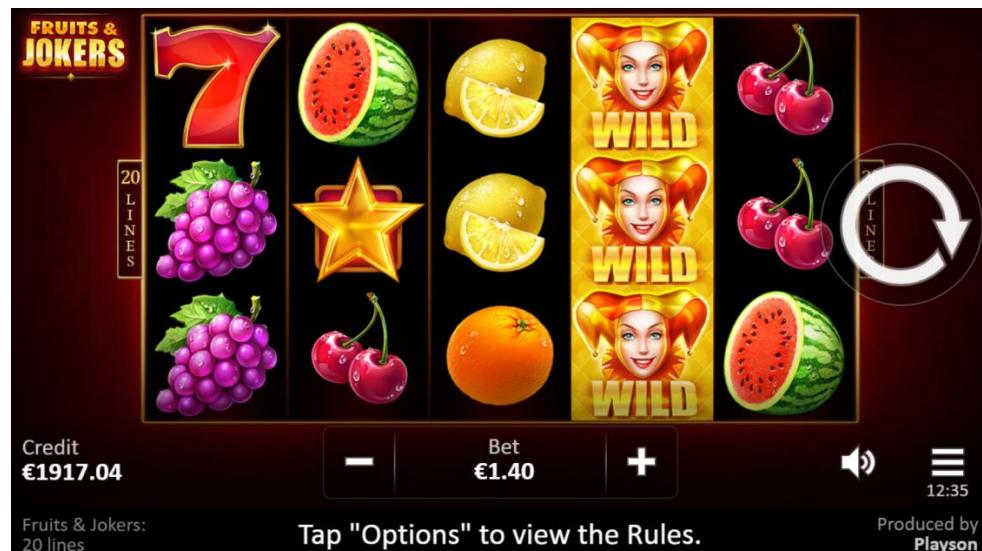 FRUITS &
JOKERS
WILD
20
L
I
N
E
S
WILD
20
L
I
N
E
WILD
Credit
€1917.04
Bet
€1.40
12:35
Fruits & Jokers:
20 lines
Tap "Options" to view the Rules.
Produced by
Playson